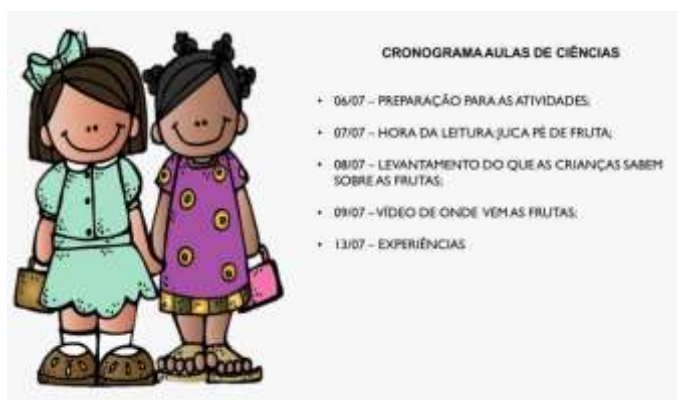 CRONOGRAMA AULAS DE CIÊNCIAS
• 06/07 – PREPARAÇÃO PARA AS ATIVIDADES;
• 07/07 – HORA DA LEITURA: JUCA PÉ DE FRUTA;
• 08/07 – LEVANTAMENTO DO QUE AS CRIANÇAS SABEM
SOBRE AS FRUTAS;
• 09/07 – VÍDEO DE ONDE VEM AS FRUTAS;
• 13/07 – EXPERIÊNCIAS